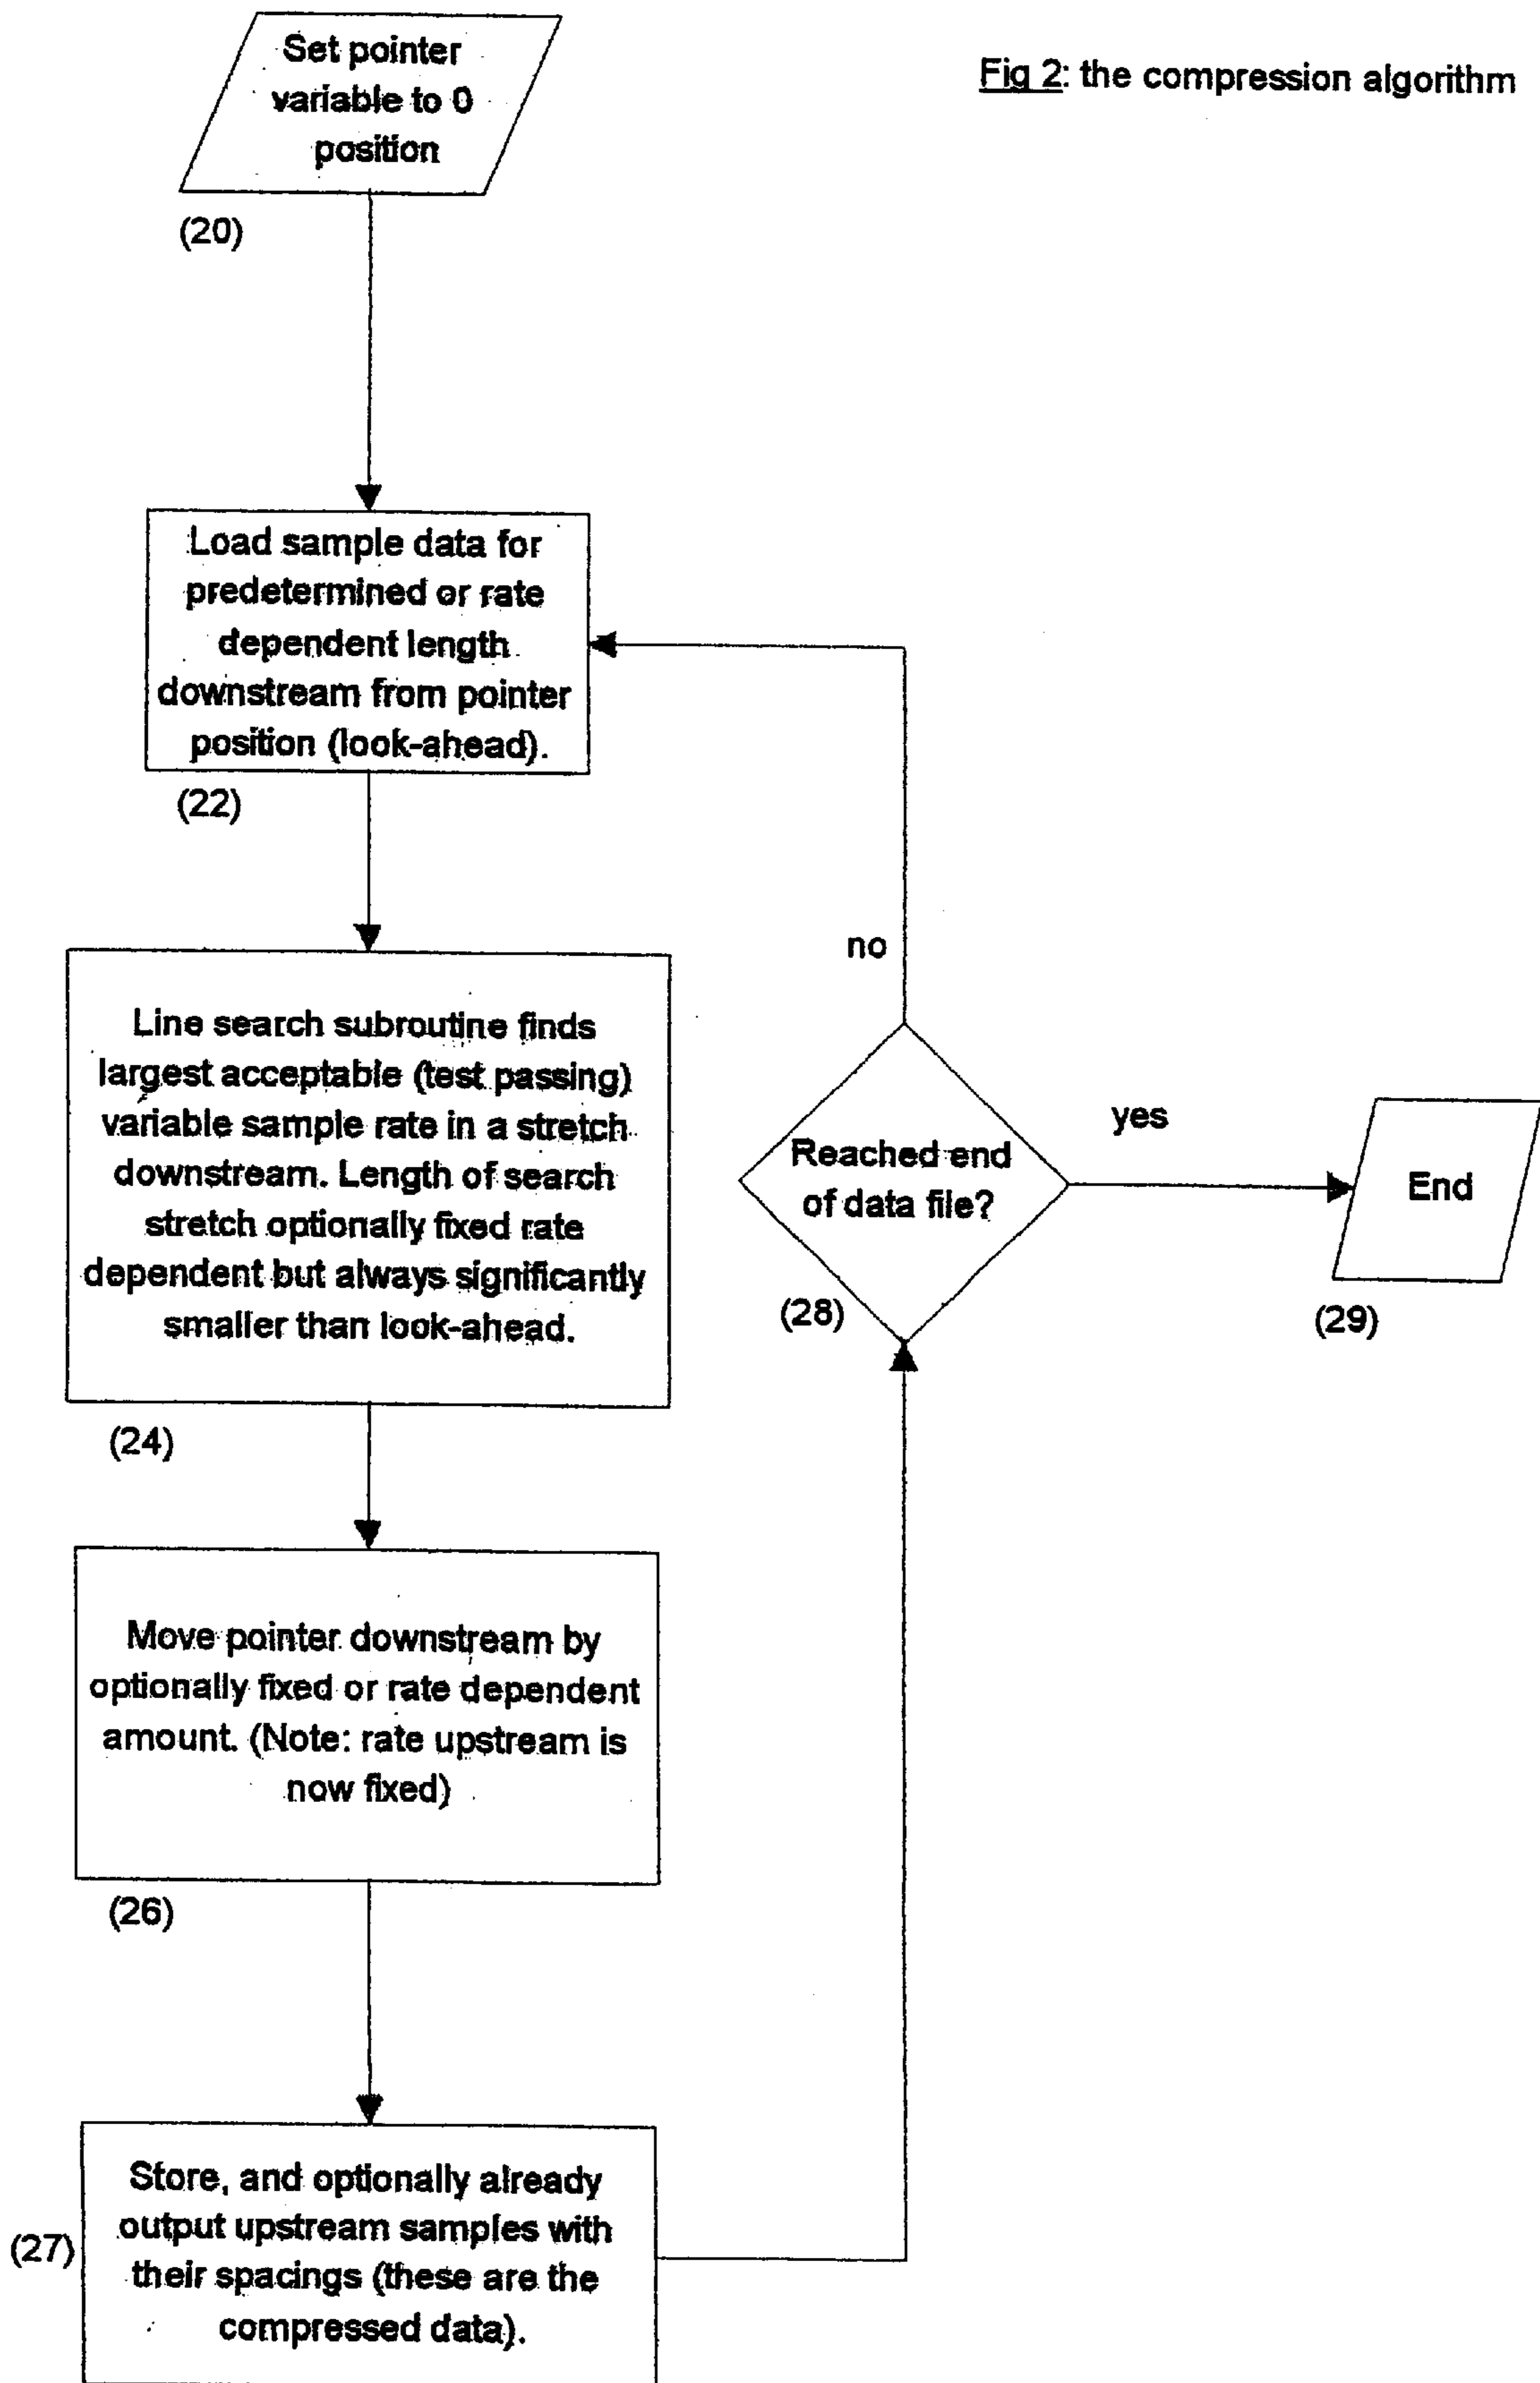 Fig 2: the compression algorithm
Set pointer
variable to 0
position
(20)
Load sample data for
predetermined or rate
dependent length
downstream from pointer
position (look-ahead).
(22)
Line search subroutine finds
largest acceptable (test passing)
variable sample rate in a stretch
downstream. Length of search
stretch optionally fixed rate
dependent but always significantly
smaller than look-ahead.
(24)
Move pointer downstream by
optionally fixed or rate dependent
amount. (Note: rate upstream is
now fixed)
(26)
Store, and optionally already
output upstream samples with
their spacings (these are the
compressed data).
(27)
Reached end
of data file?
(28)
no
yes
End
(29)